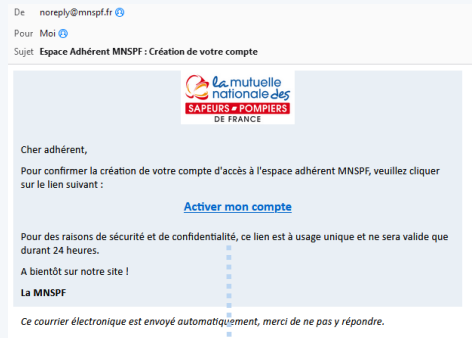 De noreply@mnspf.fr
Pour Moi
Sujet Espace Adhérent MNSPF : Création de votre compte
la mutuelle
nationale des
SAPEURS - POMPIERS
DE FRANCE
Cher adhérent,
Pour confirmer la création de votre compte d'accès à l'espace adhérent MNSPF, veuillez cliquer
sur le lien suivant :
Activer mon compte
Pour des raisons de sécurité et de confidentialité, ce lien est à usage unique et ne sera valide que
durant 24 heures.
A bientôt sur notre site !
La MNSPF
Ce courrier électronique est envoyé automatiquement, merci de ne pas y répondre.